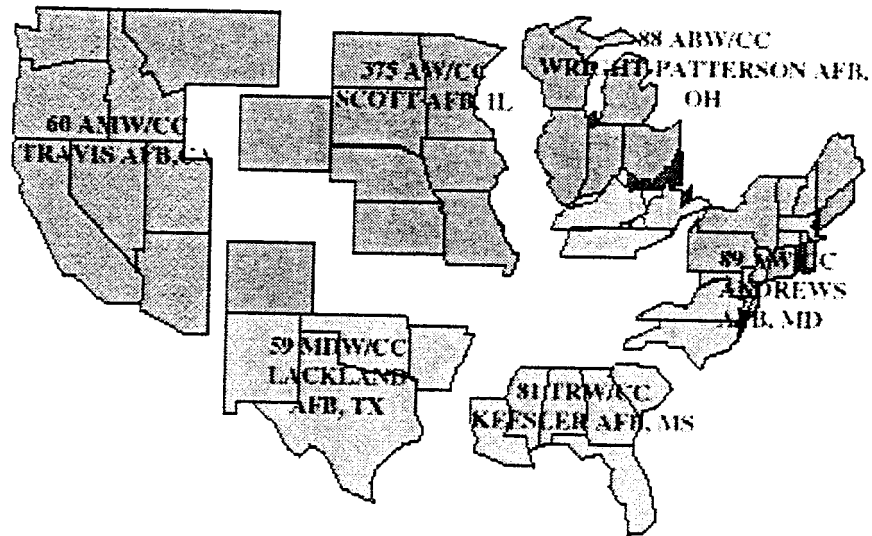 88 ABW/CC
WRIGHT-PATTERSON AFB,
OH
375 AW/CC
SCOTT AFB, IL
60 AMW/CC
TRAVIS AFB, CA
89 AW/CC
ANDREWS
AFB, MD
59 MDW/CC
LACKLAND
AFB, TX
81 TRW/CC
KEESLER AFB, MS